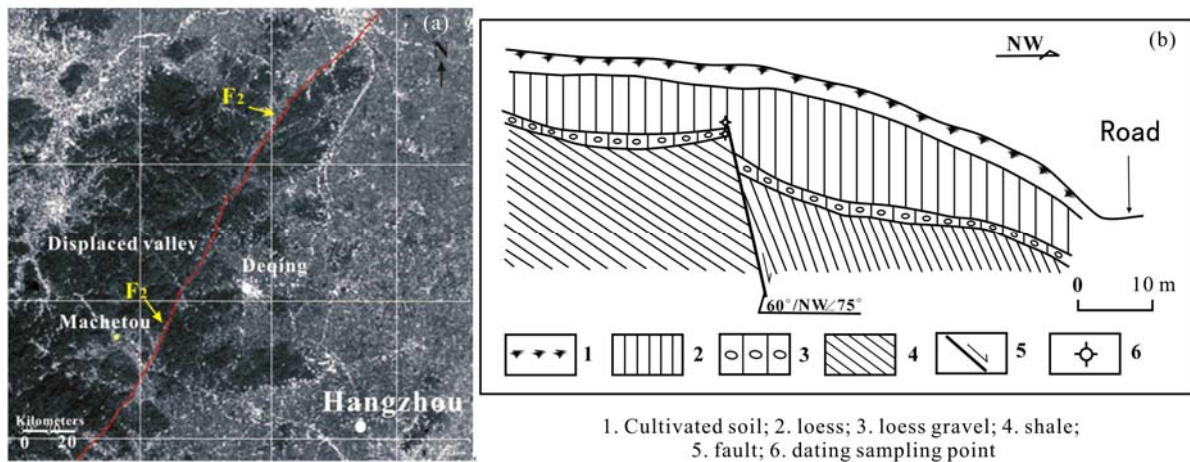 (a)
N
F2
Displaced valley
Deqing
F2
Machetou
Kilometers
0 20
Hangzhou
NW
(b)
Road
60°/NW∠75°
0 10 m
1 2 3 4 5 6
1. Cultivated soil; 2. loess; 3. loess gravel; 4. shale;
5. fault; 6. dating sampling point